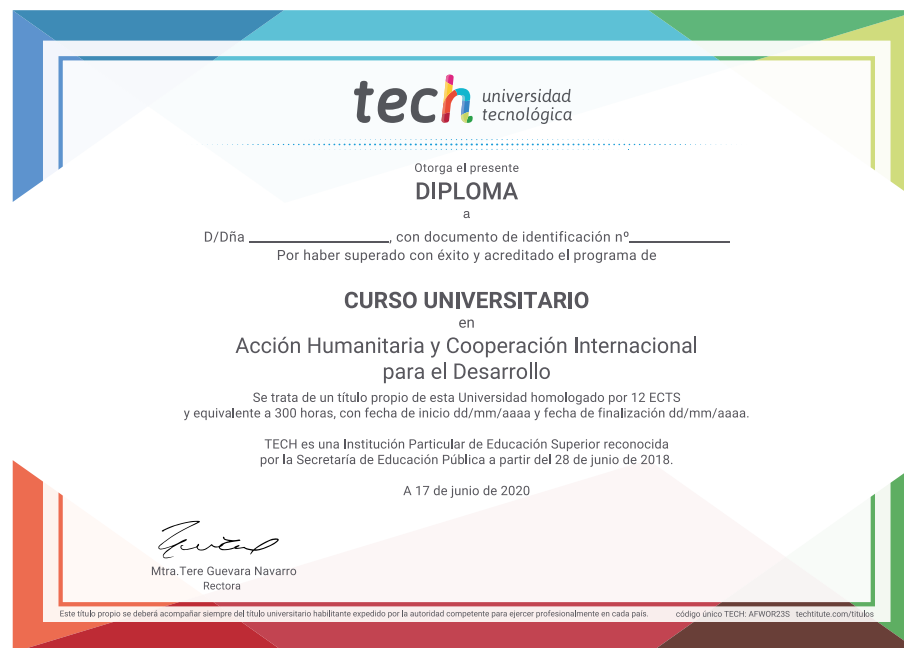 tech universidad
tecnológica
Otorga el presente
DIPLOMA
a
D/Dña ____________________, con documento de identificación nº______________
Por haber superado con éxito y acreditado el programa de
CURSO UNIVERSITARIO
en
Acción Humanitaria y Cooperación Internacional
para el Desarrollo
Se trata de un título propio de esta Universidad homologado por 12 ECTS
y equivalente a 300 horas, con fecha de inicio dd/mm/aaaa y fecha de finalización dd/mm/aaaa.
TECH es una Institución Particular de Educación Superior reconocida
por la Secretaría de Educación Pública a partir del 28 de junio de 2018.
A 17 de junio de 2020
Mtra.Tere Guevara Navarro
Rectora
Este título propio se deberá acompañar siempre del título universitario habilitante expedido por la autoridad competente para ejercer profesionalmente en cada país. código único TECH: AFWOR23S techtitute.com/titulos